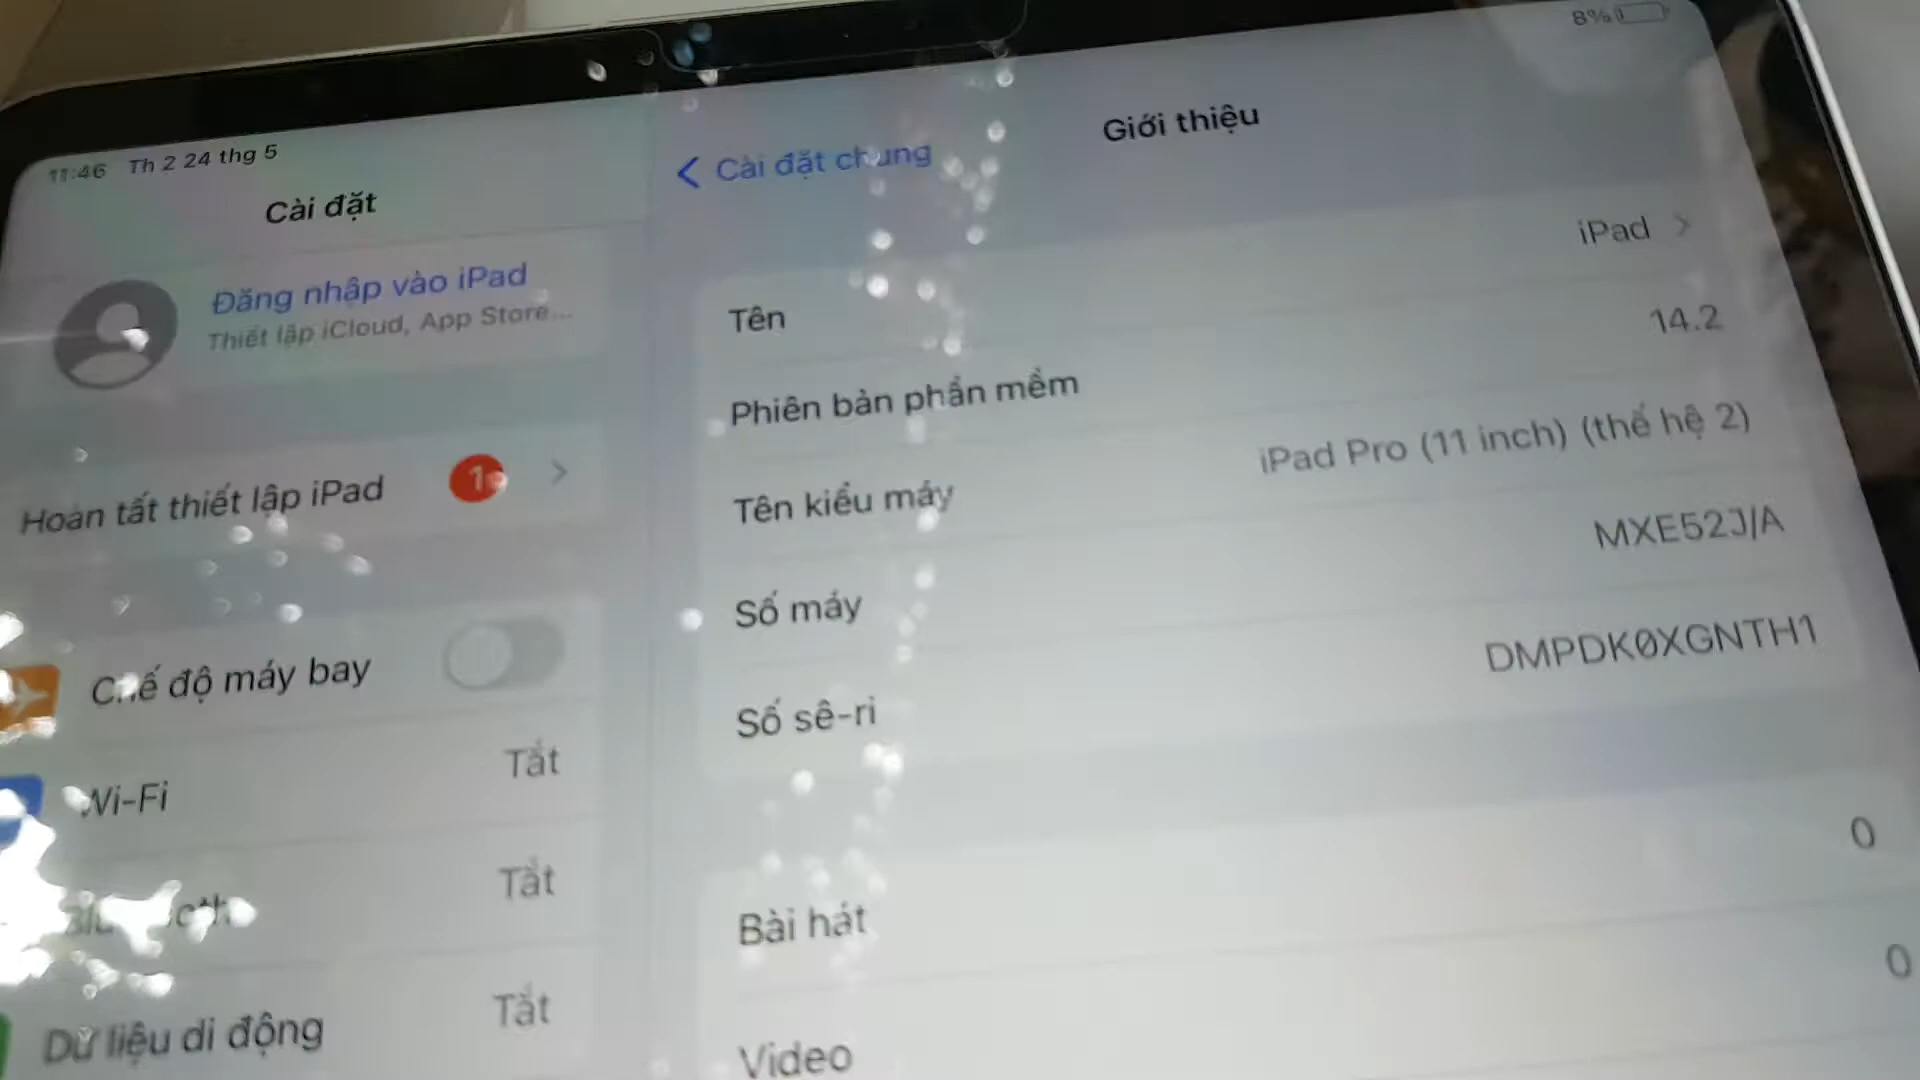 11:46 Th 2 24 thg 5
8%
Cài đặt
Đăng nhập vào iPad
Thiết lập iCloud, App Store...
Hoàn tất thiết lập iPad
1
Chế độ máy bay
Wi-Fi
Tắt
Tắt
Dữ liệu di động
Tắt
Cài đặt chung
Giới thiệu
Tên
iPad
Phiên bản phần mềm
14.2
Tên kiểu máy
iPad Pro (11 inch) (thế hệ 2)
Số máy
MXE52J/A
Số sê-ri
DMPDK0XGNTH1
Bài hát
0
Video
0